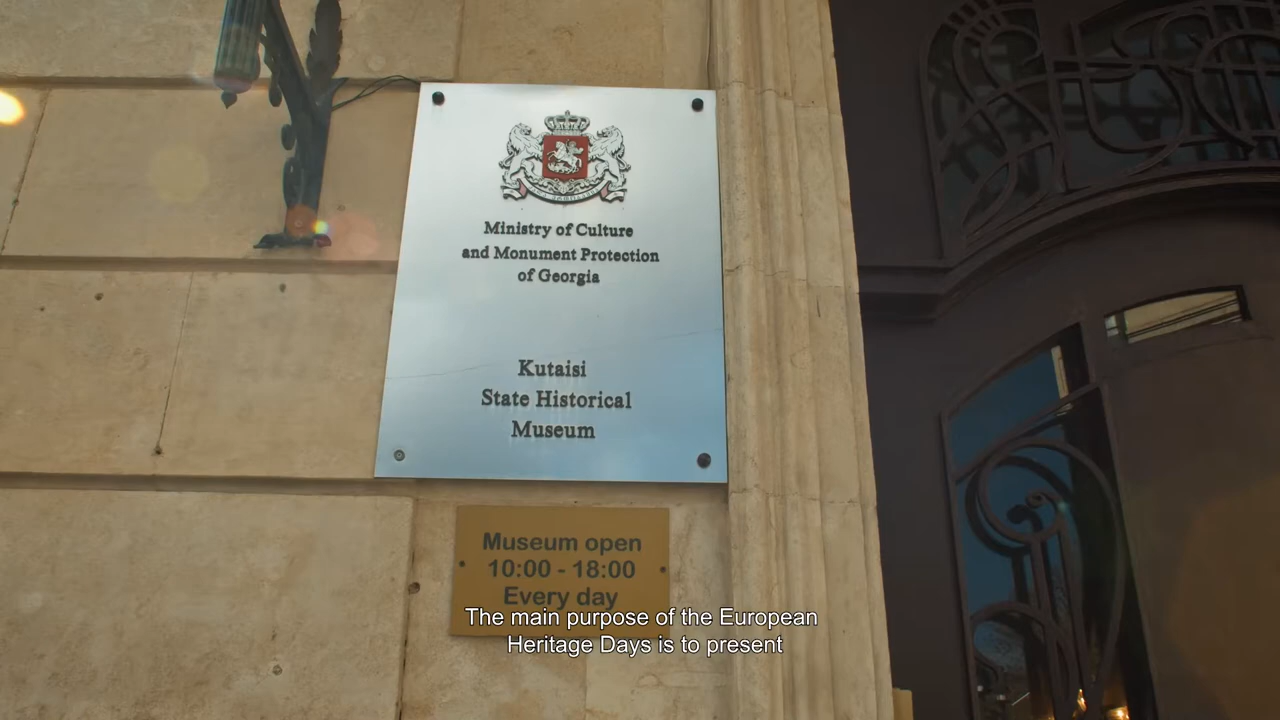 Ministry of Culture
and Monument Protection
of Georgia
Kutaisi
State Historical
Museum
Museum open
10:00 - 18:00
Every day
The main purpose of the European
Heritage Days is to present